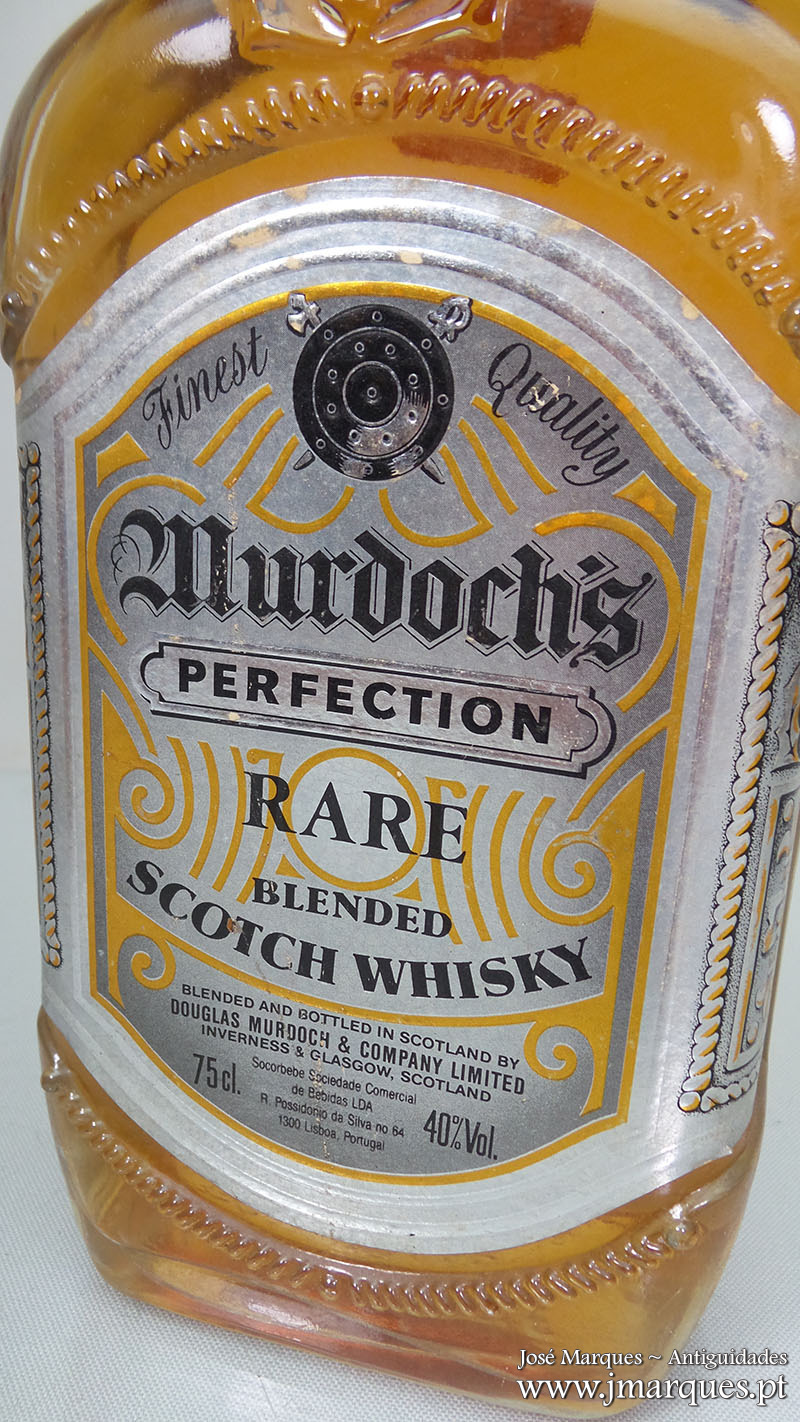 Finest Quality
Murdoch's
PERFECTION
RARE
BLENDED
SCOTCH WHISKY
BLENDED AND BOTTLED IN SCOTLAND BY
DOUGLAS MURDOCH & COMPANY LIMITED
INVERNESS & GLASGOW, SCOTLAND
75cl.
Socorbebe Sociedade Comercial
de Bebidas LDA
R. Possidonio da Silva no 64
1300 Lisboa, Portugal
40%Vol.
José Marques ~ Antiguidades
www.jmarques.pt